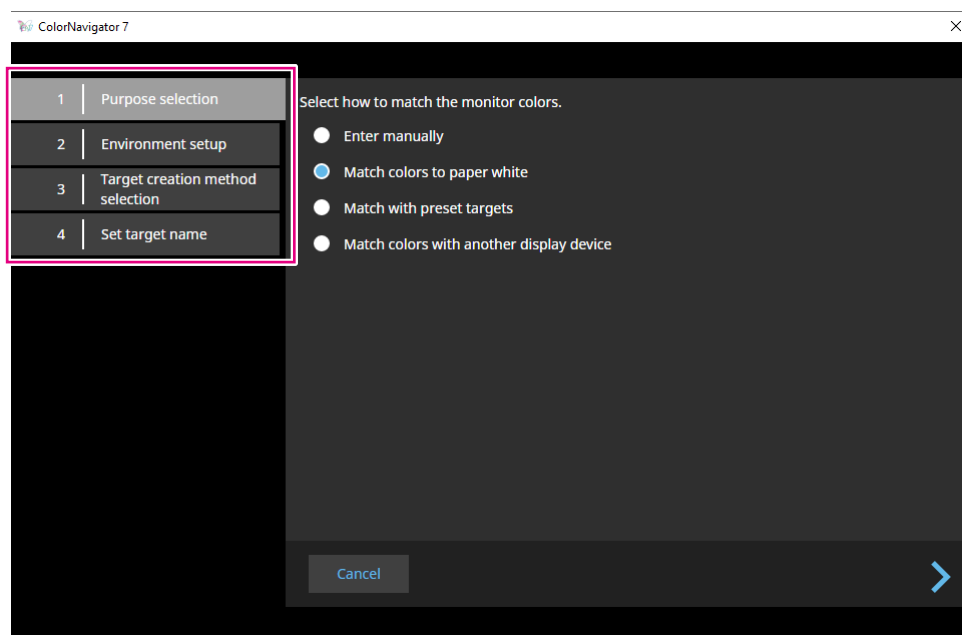 ColorNavigator 7
1 Purpose selection
2 Environment setup
3 Target creation method
selection
4 Set target name
Select how to match the monitor colors.
Enter manually
Match colors to paper white
Match with preset targets
Match colors with another display device
Cancel